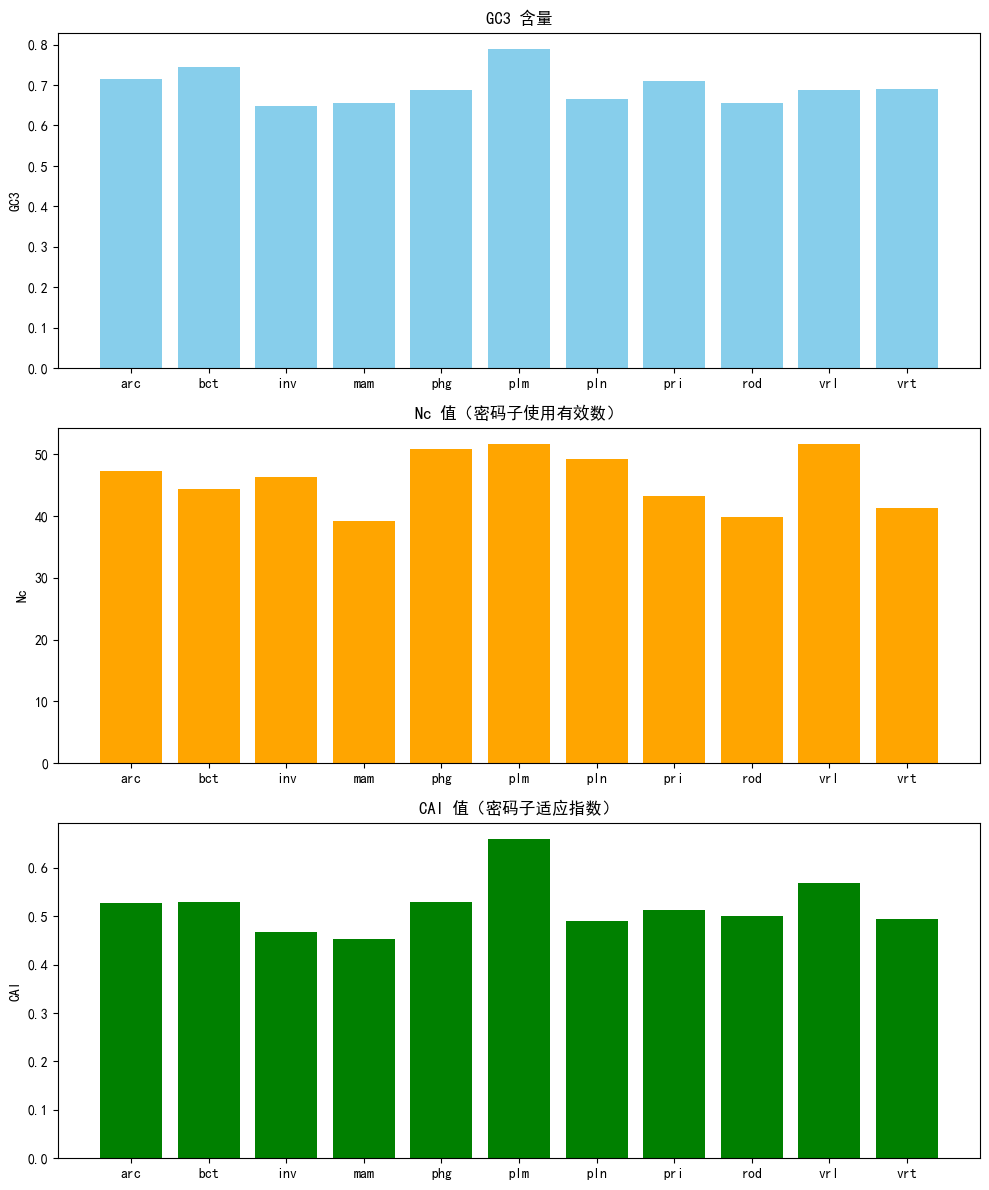 GC3 含量
0.8
0.7
0.6
0.5
0.4
0.3
0.2
0.1
0.0
GC3
arc bct inv mam phg plm pln pri rod vrl vrt
Nc 值（密码子使用有效数）
50
40
30
20
10
0
Nc
arc bct inv mam phg plm pln pri rod vrl vrt
CAI 值（密码子适应指数）
0.6
0.5
0.4
0.3
0.2
0.1
0.0
CAI
arc bct inv mam phg plm pln pri rod vrl vrt